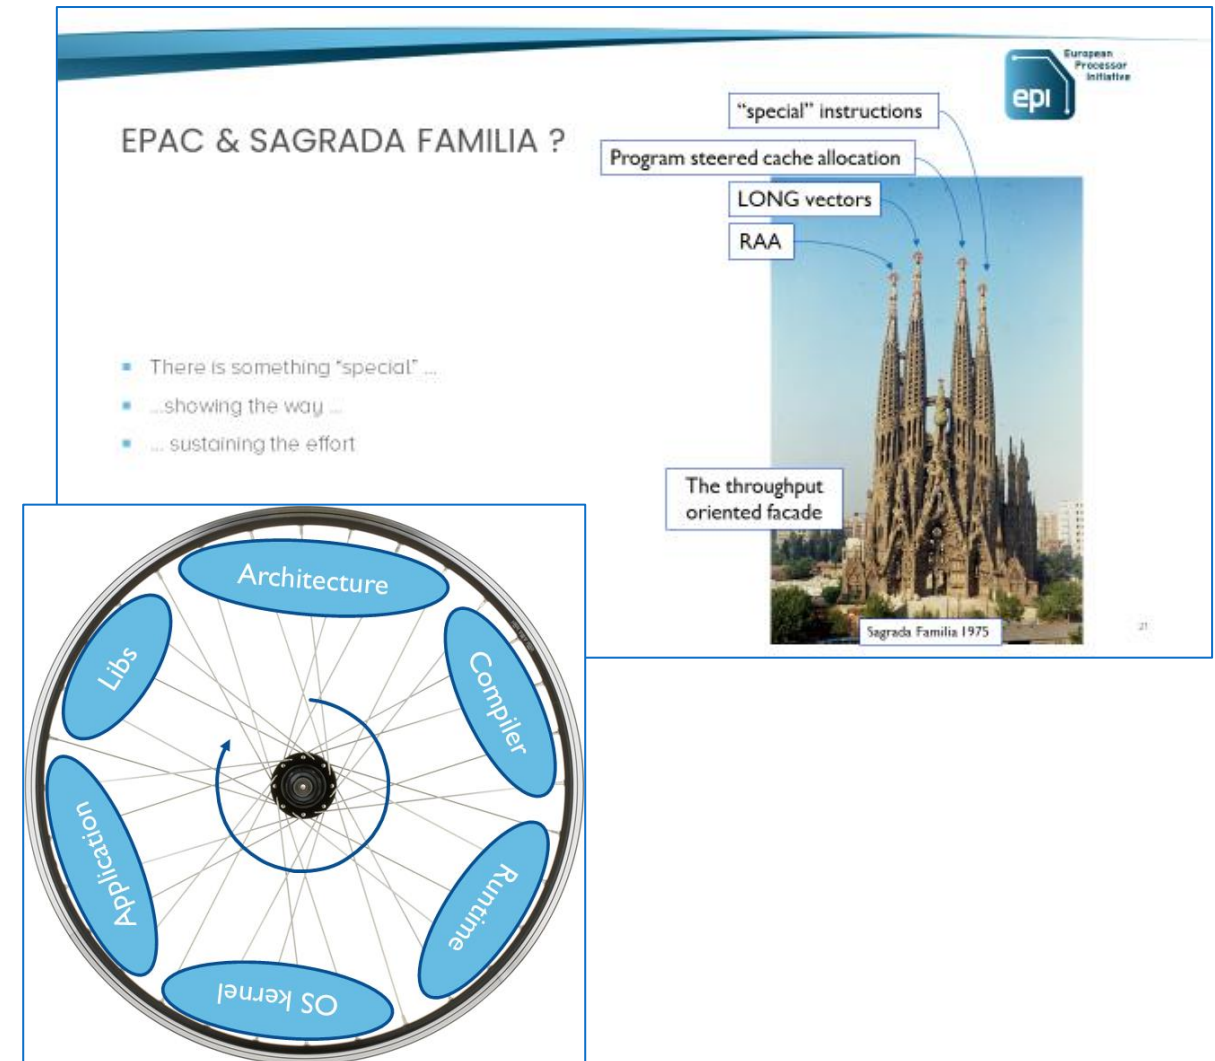 European
Processor
Initiative
epi
EPAC & SAGRADA FAMILIA ?
"special" instructions
Program steered cache allocation
LONG vectors
RAA
There is something "special" ...
...showing the way ...
... sustaining the effort
The throughput
oriented facade
Sagrada Familia 1975
21
Architecture
Compiler
Runtime
OS kernel
Application
Libs